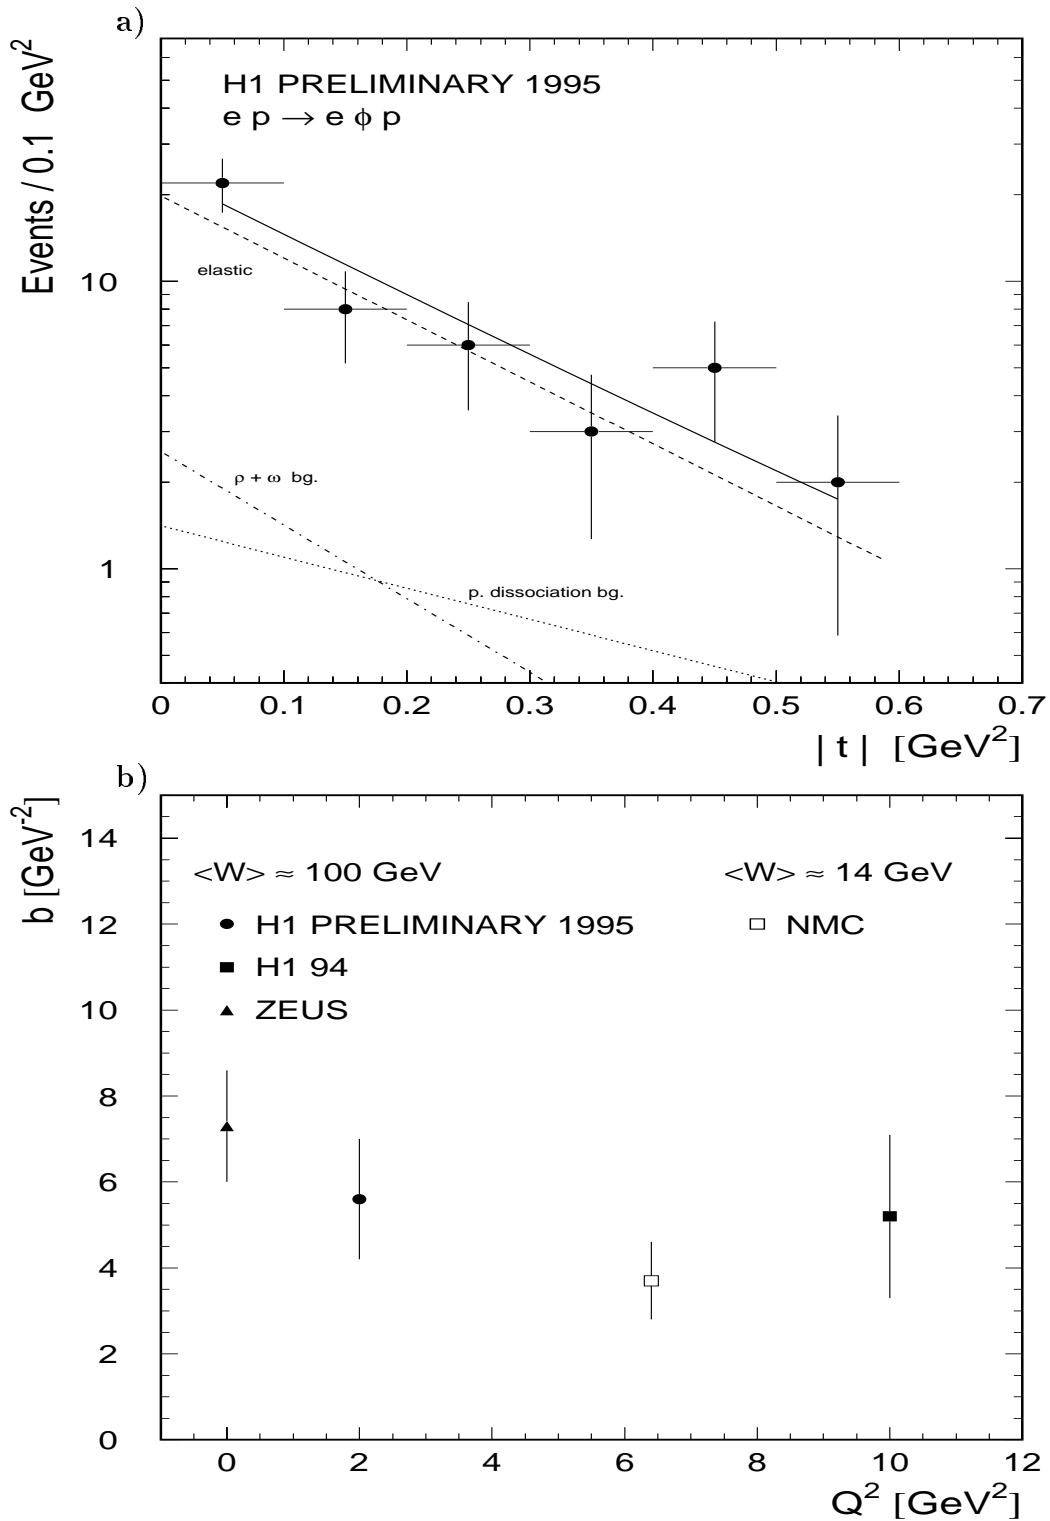 a)
Events / 0.1 GeV²
H1 PRELIMINARY 1995
e p → e ϕ p
10
elastic
ρ + ω bg.
1
p. dissociation bg.
0 0.1 0.2 0.3 0.4 0.5 0.6 0.7
| t | [GeV²]
b)
b [GeV⁻²]
14
<W> ≈ 100 GeV <W> ≈ 14 GeV
12
H1 PRELIMINARY 1995 NMC
H1 94
10
ZEUS
8
6
4
2
0
0 2 4 6 8 10 12
Q² [GeV²]